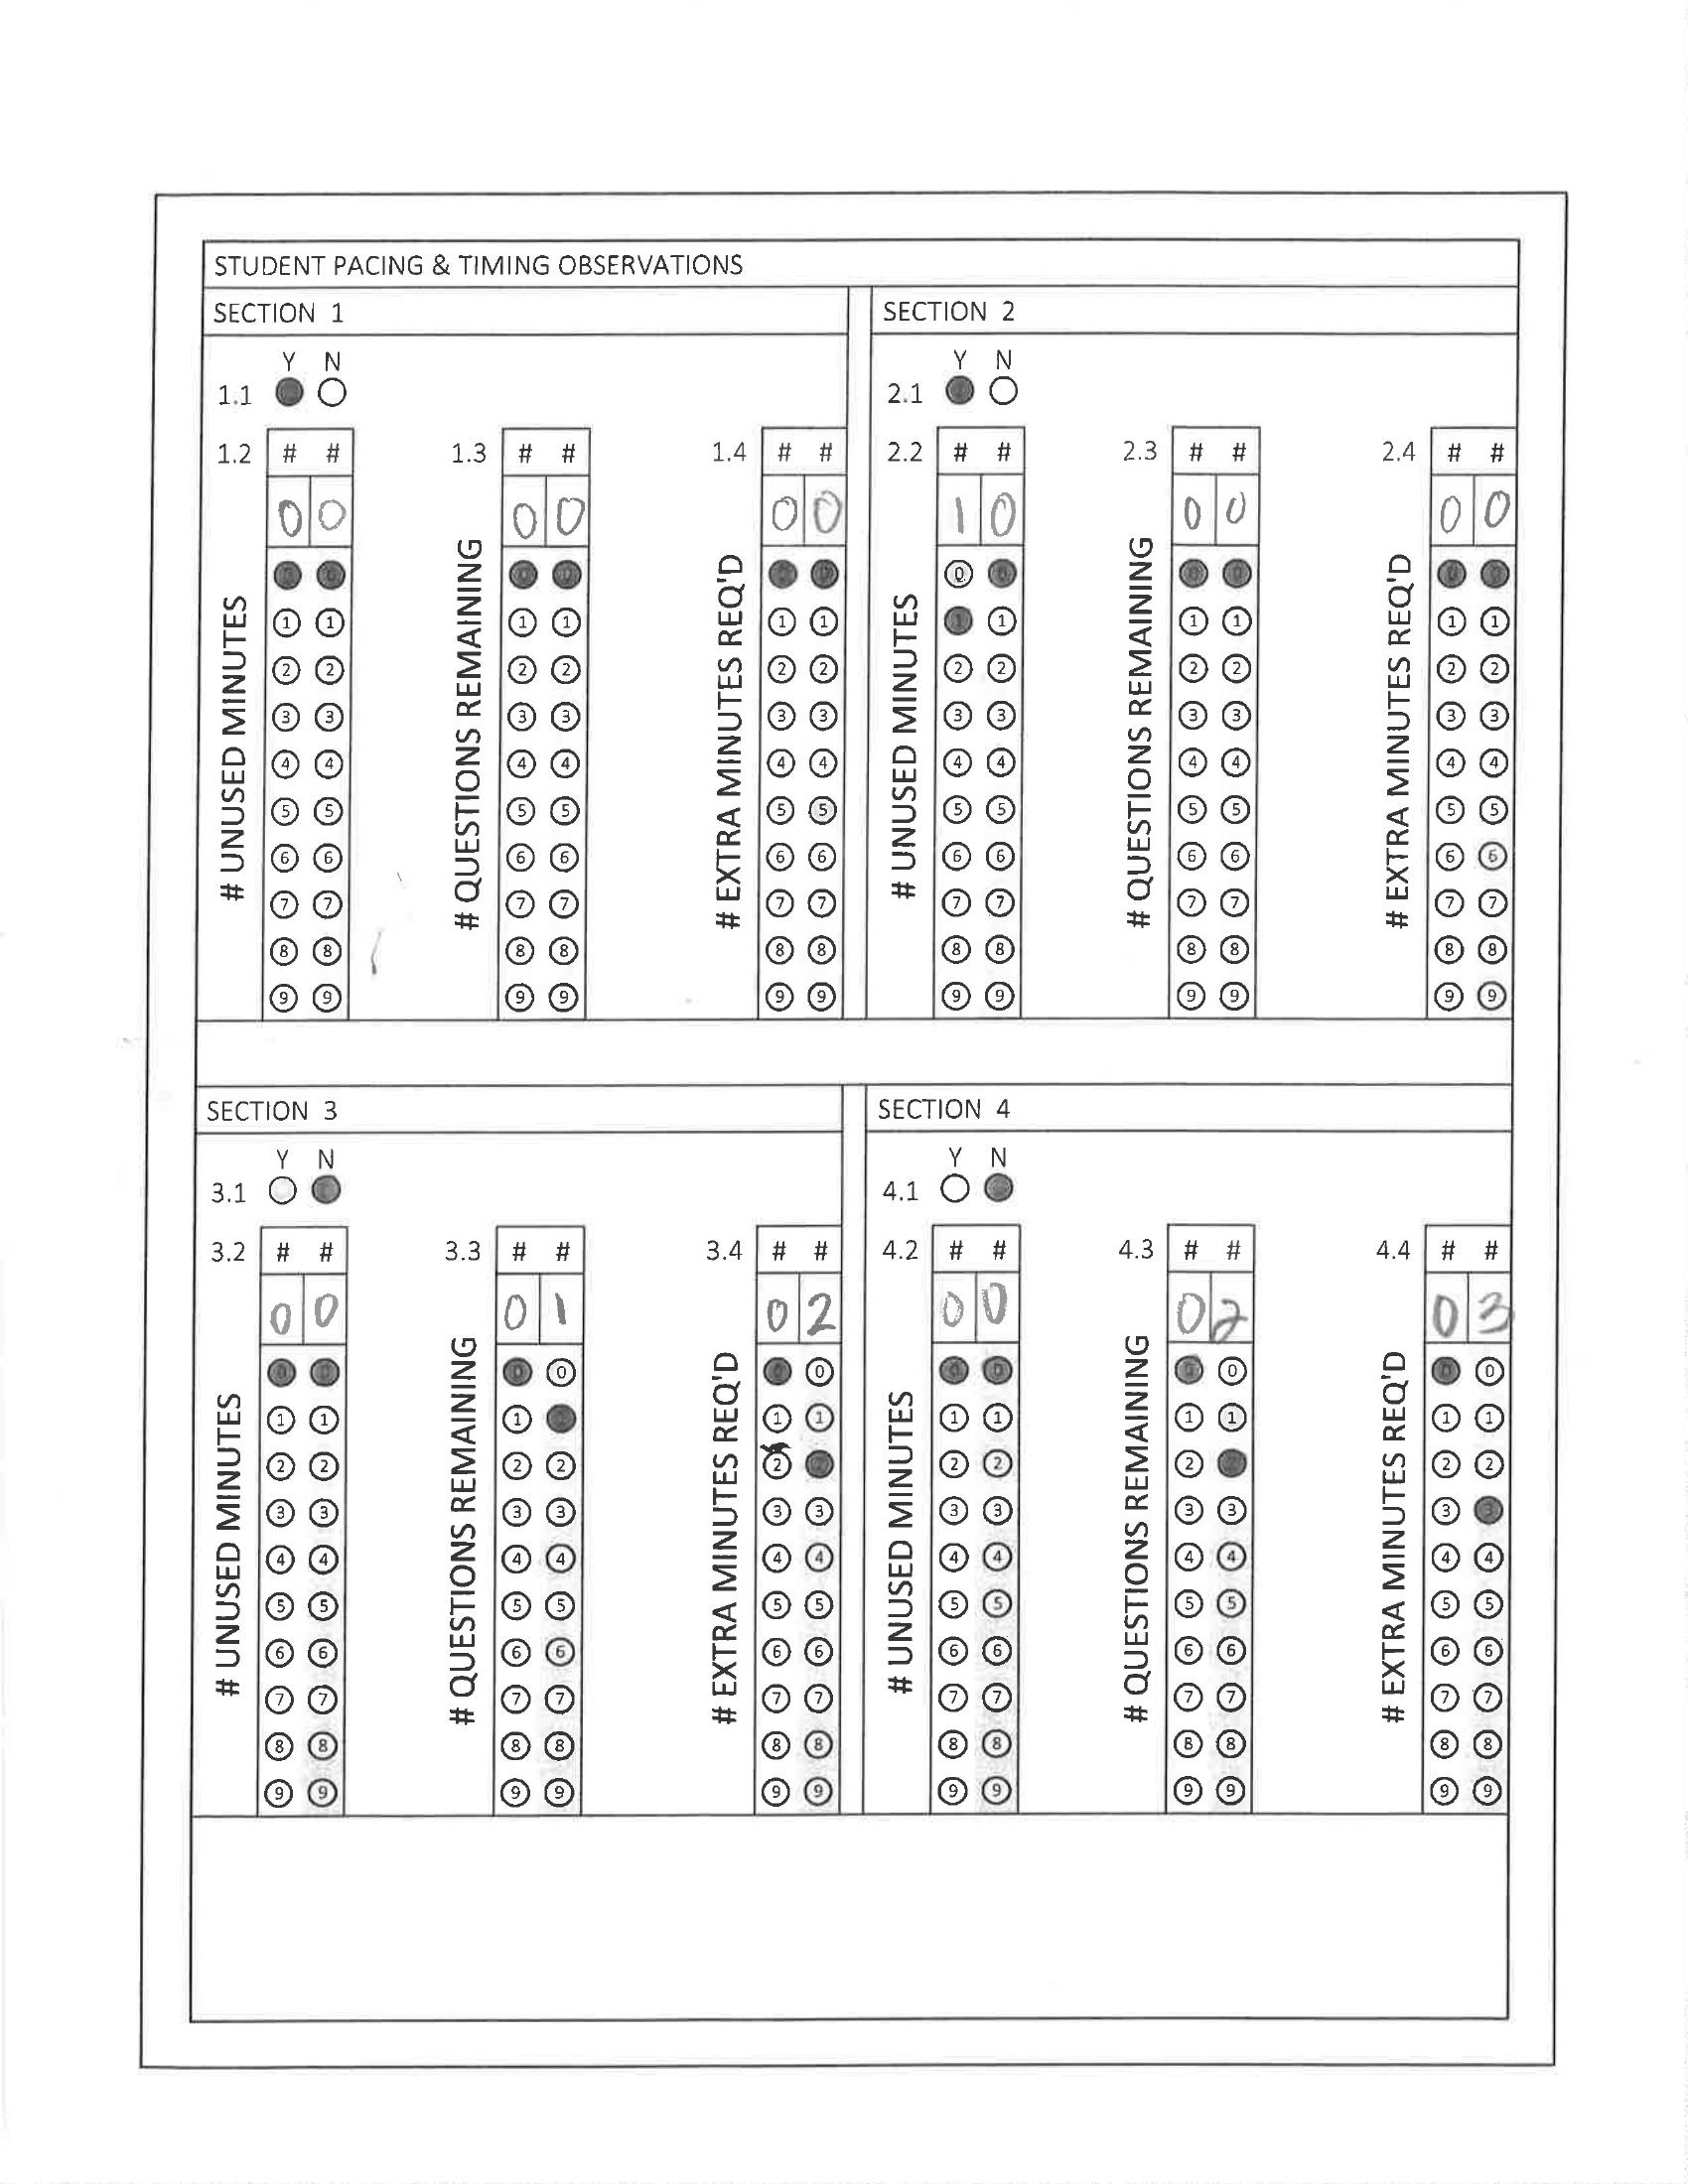 STUDENT PACING & TIMING OBSERVATIONS
SECTION 1
Y N
1.1
1.2 # # 1.3 # # 1.4 # #
0 0 0 0 0 0
# UNUSED MINUTES
# QUESTIONS REMAINING
# EXTRA MINUTES REQ'D
0 0 0 0 0 0
1 1 1 1 1 1
2 2 2 2 2 2
3 3 3 3 3 3
4 4 4 4 4 4
5 5 5 5 5 5
6 6 6 6 6 6
7 7 7 7 7 7
8 8 8 8 8 8
9 9 9 9 9 9
SECTION 2
Y N
2.1
2.2 # # 2.3 # # 2.4 # #
1 0 0 0 0 0
# UNUSED MINUTES
# QUESTIONS REMAINING
# EXTRA MINUTES REQ'D
0 0 0 0 0 0
1 1 1 1 1 1
2 2 2 2 2 2
3 3 3 3 3 3
4 4 4 4 4 4
5 5 5 5 5 5
6 6 6 6 6 6
7 7 7 7 7 7
8 8 8 8 8 8
9 9 9 9 9 9
SECTION 3
Y N
3.1
3.2 # # 3.3 # # 3.4 # #
0 0 0 1 0 2
# UNUSED MINUTES
# QUESTIONS REMAINING
# EXTRA MINUTES REQ'D
0 0 0 0 0 0
1 1 1 1 1
2 2 2 2 2 2
3 3 3 3 3 3
4 4 4 4 4 4
5 5 5 5 5 5
6 6 6 6 6 6
7 7 7 7 7 7
8 8 8 8 8 8
9 9 9 9 9 9
SECTION 4
Y N
4.1
4.2 # # 4.3 # # 4.4 # #
0 0 0 2 0 3
# UNUSED MINUTES
# QUESTIONS REMAINING
# EXTRA MINUTES REQ'D
0 0 0 0 0 0
1 1 1 1 1 1
2 2 2 2 2
3 3 3 3 3 3
4 4 4 4 4 4
5 5 5 5 5 5
6 6 6 6 6 6
7 7 7 7 7 7
8 8 8 8 8 8
9 9 9 9 9 9